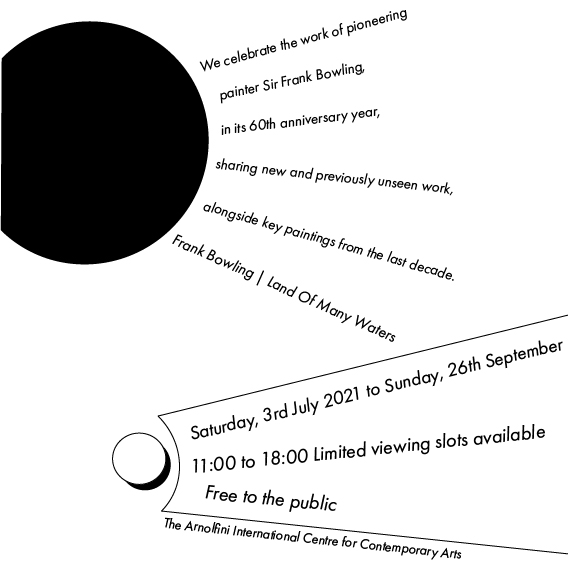 We celebrate the work of pioneering
painter Sir Frank Bowling,
in its 60th anniversary year,
sharing new and previously unseen work,
alongside key paintings from the last decade.
Frank Bowling | Land Of Many Waters
Saturday, 3rd July 2021 to Sunday, 26th September
11:00 to 18:00 Limited viewing slots available
Free to the public
The Arnolfini International Centre for Contemporary Arts